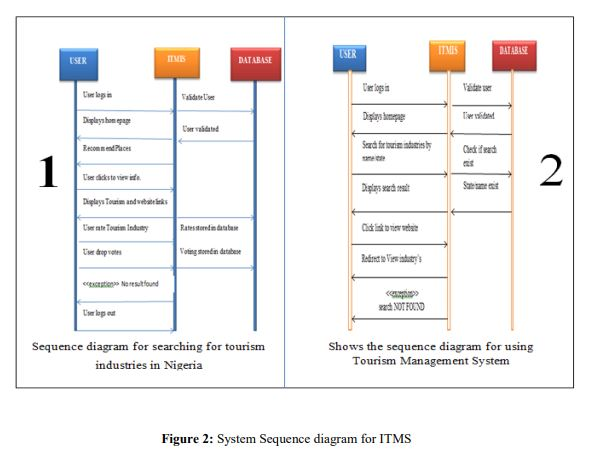 USER
ITMIS
DATABASE
User logs in
Validate User
Displays homepage
User validated
Recommend Places
User clicks to view info.
Displays Tourism and website links
User rate Tourism Industry
Rates stored in database
User drop votes
Voting stored in database
<<exception>> No result found
User logs out
1
Sequence diagram for searching for tourism
industries in Nigeria
USER
ITMIS
DATABASE
User logs in
Validate user
Displays homepage
User validated
Search for tourism industries by
name/state
Check if search
exist
Displays search result
State/name exist
Click link to view website
Redirect to View industry's
<<exception>>
search NOT FOUND
2
Shows the sequence diagram for using
Tourism Management System
Figure 2: System Sequence diagram for ITMS